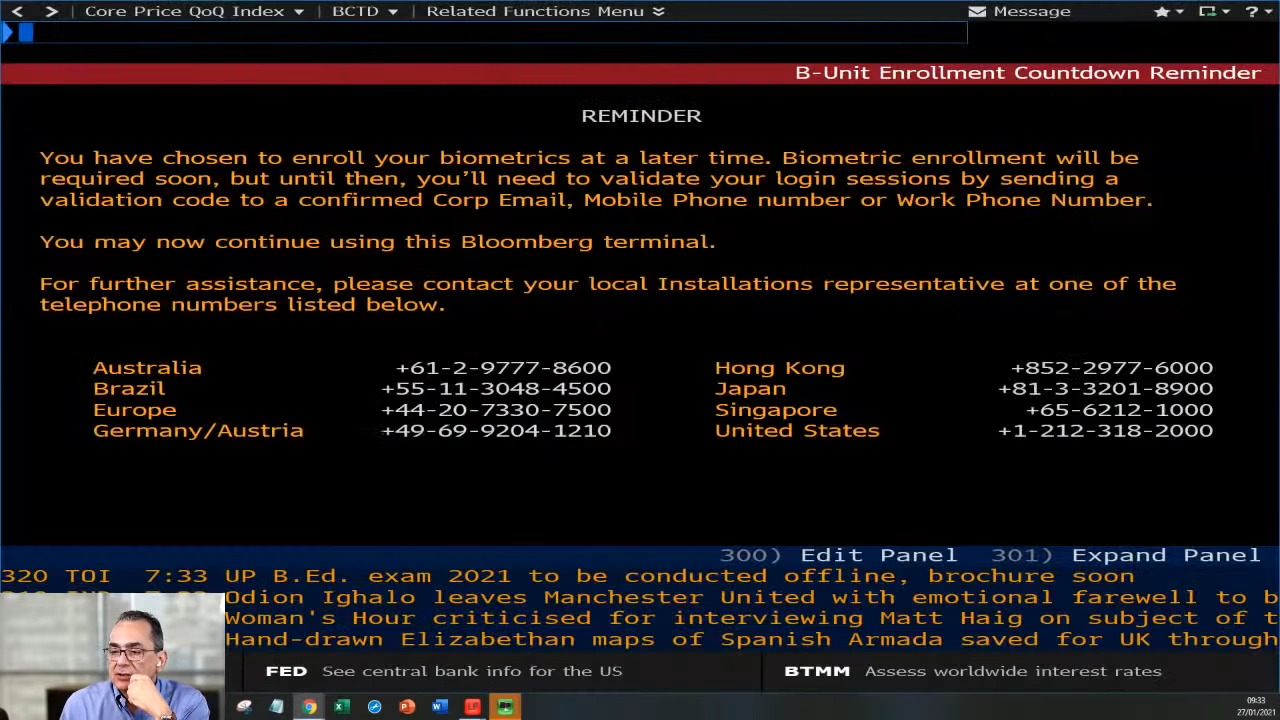 Core Price QoQ Index BCTD Related Functions Menu Message ?
B-Unit Enrollment Countdown Reminder
REMINDER
You have chosen to enroll your biometrics at a later time. Biometric enrollment will be
required soon, but until then, you'll need to validate your login sessions by sending a
validation code to a confirmed Corp Email, Mobile Phone number or Work Phone Number.
You may now continue using this Bloomberg terminal.
For further assistance, please contact your local Installations representative at one of the
telephone numbers listed below.
Australia +61-2-9777-8600 Hong Kong +852-2977-6000
Brazil +55-11-3048-4500 Japan +81-3-3201-8900
Europe +44-20-7330-7500 Singapore +65-6212-1000
Germany/Austria +49-69-9204-1210 United States +1-212-318-2000
300) Edit Panel 301) Expand Panel
320 TOI 7:33 UP B.Ed. exam 2021 to be conducted offline, brochure soon
Odion Ighalo leaves Manchester United with emotional farewell to b
Woman's Hour criticised for interviewing Matt Haig on subject of t
Hand-drawn Elizabethan maps of Spanish Armada saved for UK through
FED See central bank info for the US BTMM Assess worldwide interest rates
09:33
27/01/2021